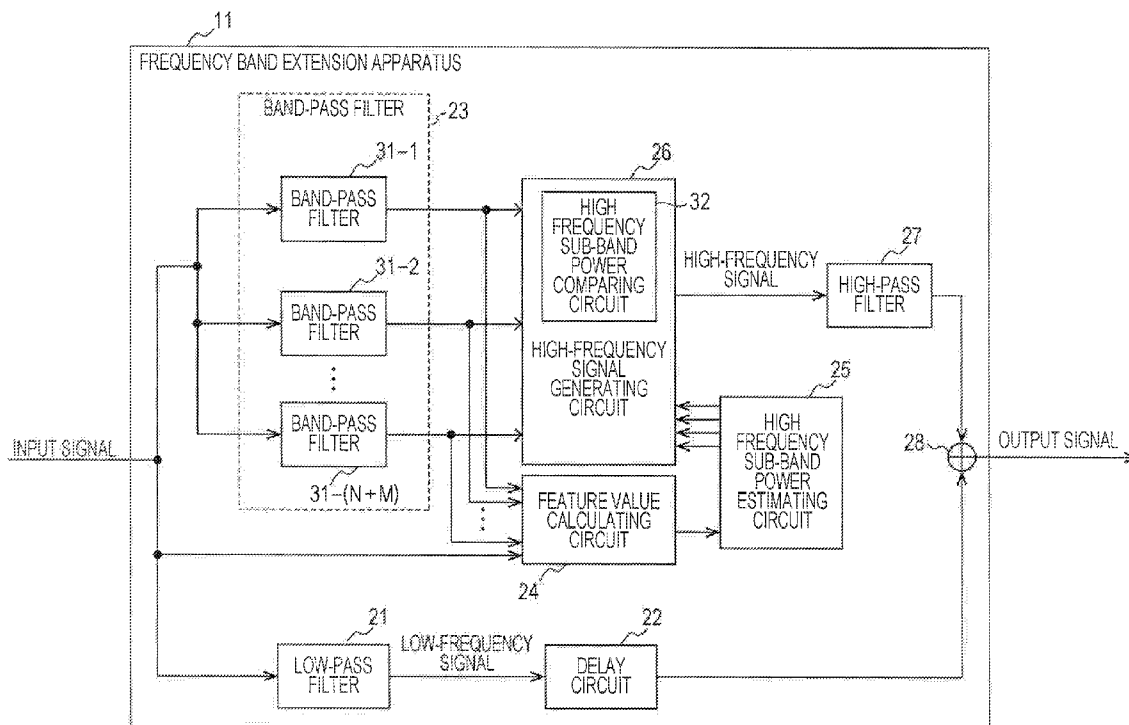 11
FREQUENCY BAND EXTENSION APPARATUS
BAND-PASS FILTER
23
31-1
BAND-PASS
FILTER
31-2
BAND-PASS
FILTER
BAND-PASS
FILTER
31-(N+M)
INPUT SIGNAL
26
HIGH
FREQUENCY
SUB-BAND
POWER
COMPARING
CIRCUIT
32
HIGH-FREQUENCY
SIGNAL
GENERATING
CIRCUIT
HIGH-FREQUENCY
SIGNAL
27
HIGH-PASS
FILTER
25
HIGH
FREQUENCY
SUB-BAND
POWER
ESTIMATING
CIRCUIT
28
OUTPUT SIGNAL
FEATURE VALUE
CALCULATING
CIRCUIT
24
21
LOW-PASS
FILTER
LOW-FREQUENCY
SIGNAL
22
DELAY
CIRCUIT